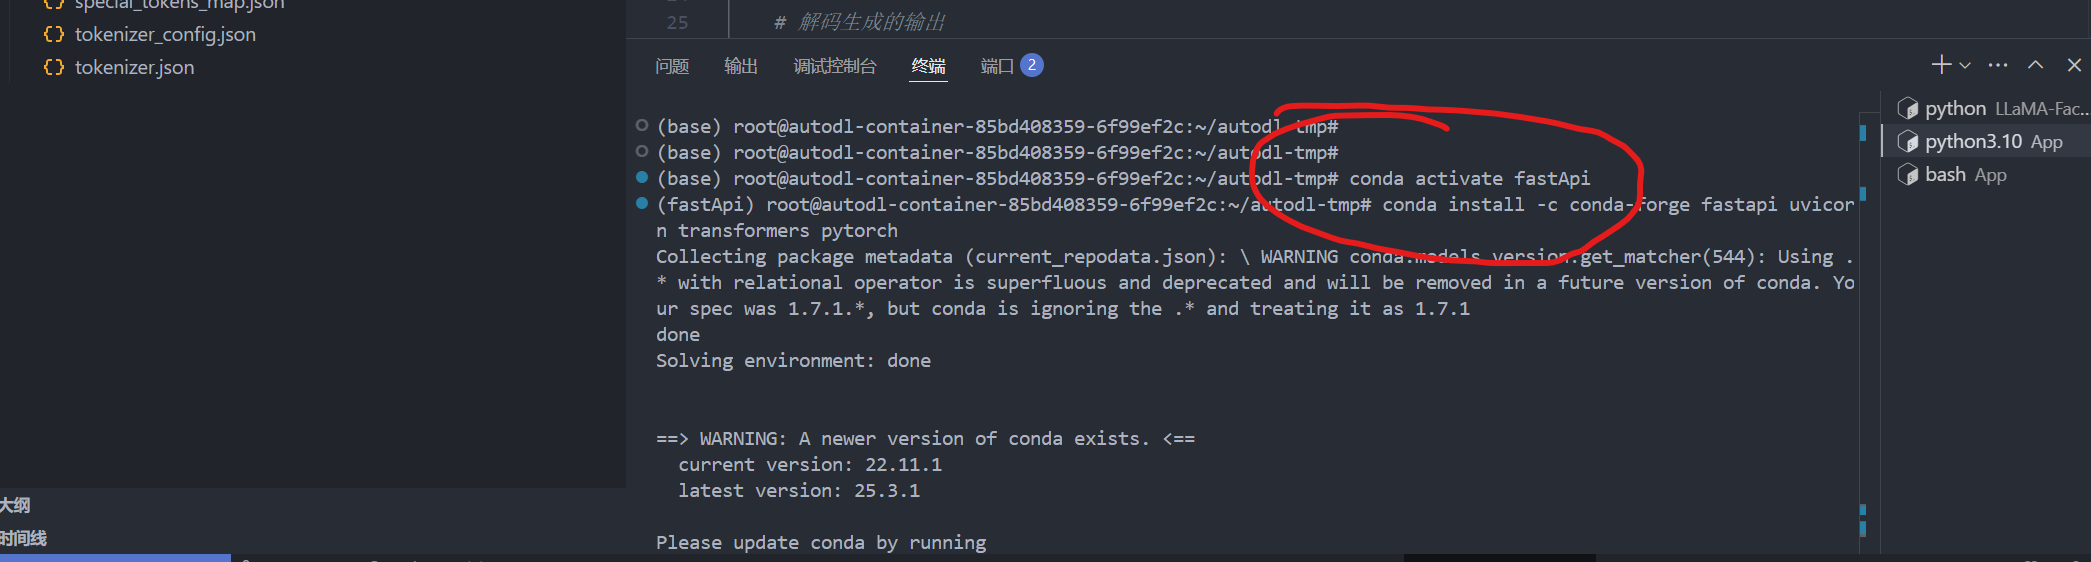 special_tokens_map.json
tokenizer_config.json
tokenizer.json
大纲
时间线
25 # 解码生成的输出
问题 输出 调试控制台 终端 端口 2
(base) root@autodl-container-85bd408359-6f99ef2c:~/autodl-tmp#
(base) root@autodl-container-85bd408359-6f99ef2c:~/autodl-tmp#
(base) root@autodl-container-85bd408359-6f99ef2c:~/autodl-tmp# conda activate fastApi
(fastApi) root@autodl-container-85bd408359-6f99ef2c:~/autodl-tmp# conda install -c conda-forge fastapi uvicor
n transformers pytorch
Collecting package metadata (current_repodata.json): \ WARNING conda.models.version:get_matcher(544): Using .
* with relational operator is superfluous and deprecated and will be removed in a future version of conda. Yo
ur spec was 1.7.1.*, but conda is ignoring the .* and treating it as 1.7.1
done
Solving environment: done
==> WARNING: A newer version of conda exists. <==
current version: 22.11.1
latest version: 25.3.1
Please update conda by running
python LLaMA-Fac...
python3.10 App
bash App